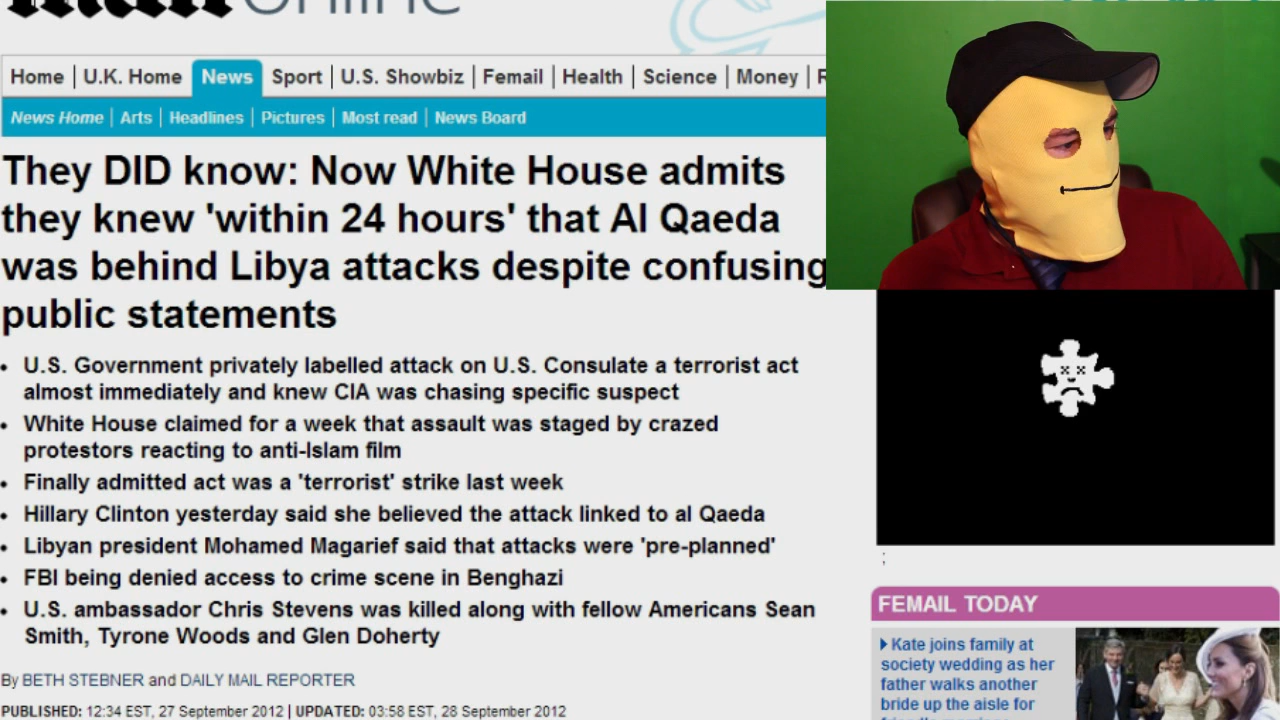 Mail Online
Home | U.K. Home | News | Sport | U.S. Showbiz | Femail | Health | Science | Money |
News Home | Arts | Headlines | Pictures | Most read | News Board
They DID know: Now White House admits
they knew 'within 24 hours' that Al Qaeda
was behind Libya attacks despite confusing
public statements
• U.S. Government privately labelled attack on U.S. Consulate a terrorist act
almost immediately and knew CIA was chasing specific suspect
• White House claimed for a week that assault was staged by crazed
protestors reacting to anti-Islam film
• Finally admitted act was a 'terrorist' strike last week
• Hillary Clinton yesterday said she believed the attack linked to al Qaeda
• Libyan president Mohamed Magarief said that attacks were 'pre-planned'
• FBI being denied access to crime scene in Benghazi
• U.S. ambassador Chris Stevens was killed along with fellow Americans Sean
Smith, Tyrone Woods and Glen Doherty
By BETH STEBNER and DAILY MAIL REPORTER
PUBLISHED: 12:34 EST, 27 September 2012 | UPDATED: 03:58 EST, 28 September 2012
;
FEMAIL TODAY
Kate joins family at
society wedding as her
father walks another
bride up the aisle for